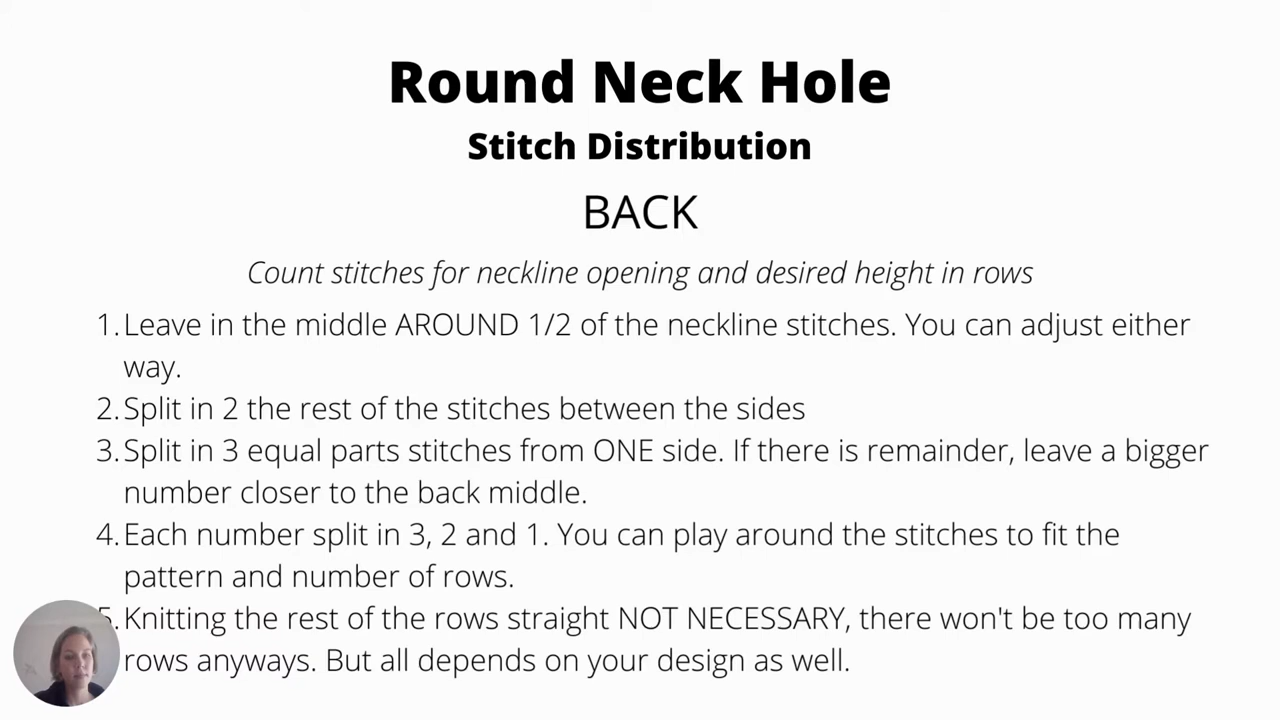 Round Neck Hole
Stitch Distribution
BACK
Count stitches for neckline opening and desired height in rows
1. Leave in the middle AROUND 1/2 of the neckline stitches. You can adjust either
way.
2. Split in 2 the rest of the stitches between the sides
3. Split in 3 equal parts stitches from ONE side. If there is remainder, leave a bigger
number closer to the back middle.
4. Each number split in 3, 2 and 1. You can play around the stitches to fit the
pattern and number of rows.
5. Knitting the rest of the rows straight NOT NECESSARY, there won't be too many
rows anyways. But all depends on your design as well.